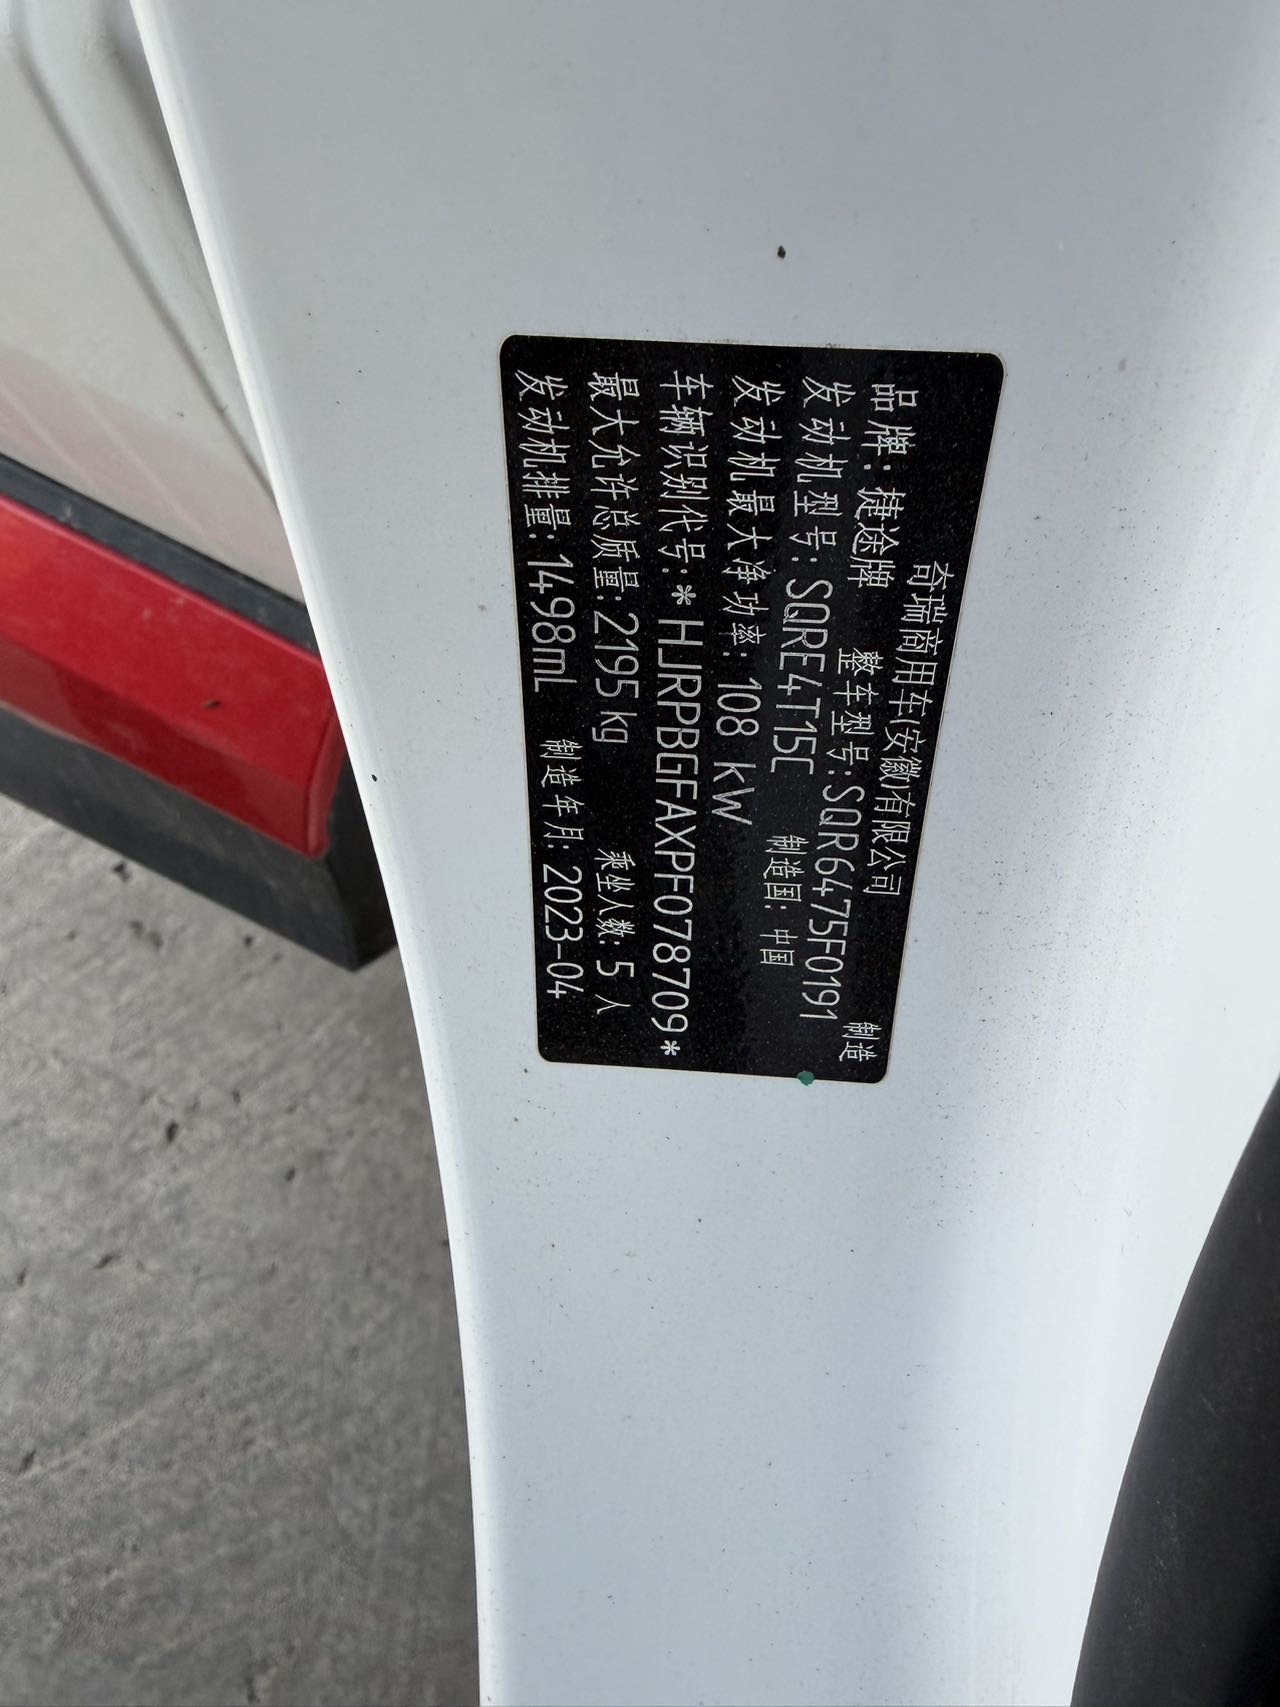 奇瑞商用车(安徽)有限公司 制造
品牌:捷途牌 整车型号:SQR6475F0191
发动机型号:SQRE4T15C 制造国:中国
发动机最大净功率:108 kW
车辆识别代号:*HJRPBGFAXPF078709*
最大允许总质量:2195kg 乘坐人数:5人
发动机排量:1498mL 制造年月:2023-04